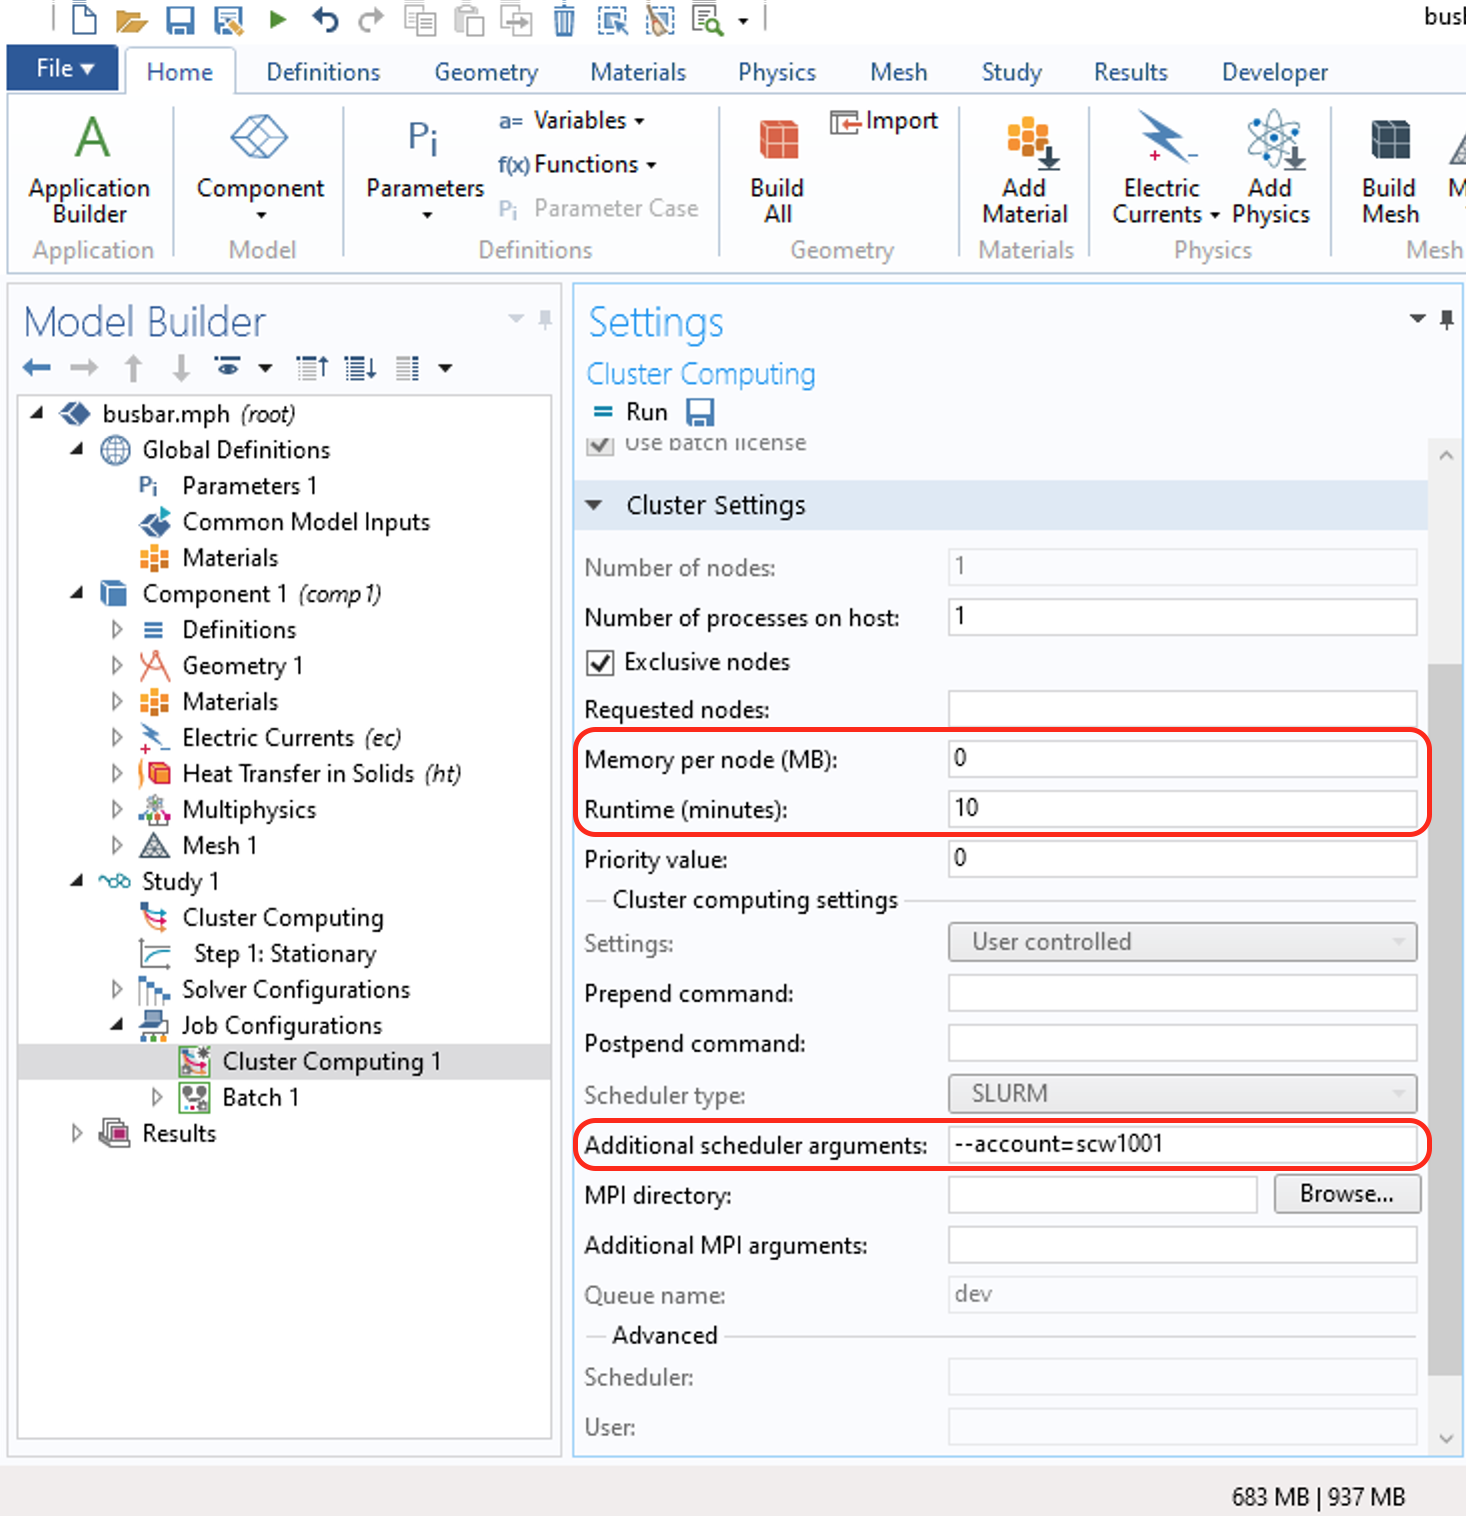 busb
File Home Definitions Geometry Materials Physics Mesh Study Results Developer
A
Application Builder
Application
Component
Model
Pi
Parameters
a= Variables
f(x) Functions
Pi Parameter Case
Definitions
Build All
Import
Geometry
Add Material
Materials
Electric Currents
Add Physics
Physics
Build Mesh
Mesh
Model Builder
busbar.mph (root)
Global Definitions
Pi Parameters 1
Common Model Inputs
Materials
Component 1 (comp1)
Definitions
Geometry 1
Materials
Electric Currents (ec)
Heat Transfer in Solids (ht)
Multiphysics
Mesh 1
Study 1
Cluster Computing
Step 1: Stationary
Solver Configurations
Job Configurations
Cluster Computing 1
Batch 1
Results
Settings
Cluster Computing
= Run
Use batch license
Cluster Settings
Number of nodes: 1
Number of processes on host: 1
Exclusive nodes
Requested nodes:
Memory per node (MB): 0
Runtime (minutes): 10
Priority value: 0
Cluster computing settings
Settings: User controlled
Prepend command:
Postpend command:
Scheduler type: SLURM
Additional scheduler arguments: --account=scw1001
MPI directory: Browse...
Additional MPI arguments:
Queue name: dev
Advanced
Scheduler:
User:
683 MB | 937 MB